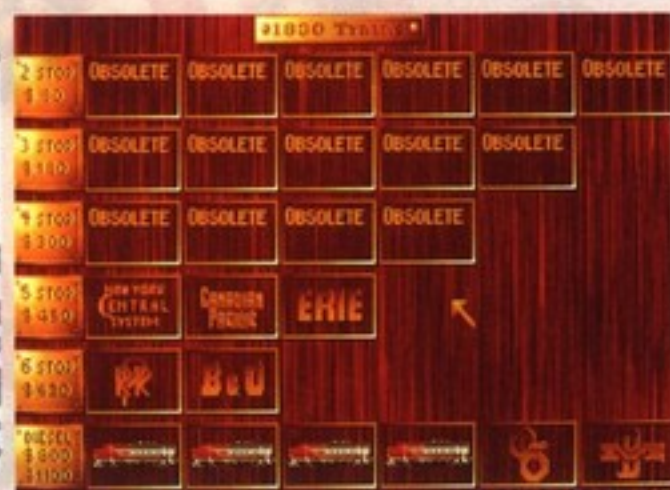 2 STOP OBSOLETE OBSOLETE OBSOLETE OBSOLETE OBSOLETE OBSOLETE
$ 80
3 STOP OBSOLETE OBSOLETE OBSOLETE OBSOLETE OBSOLETE
$ 180
4 STOP OBSOLETE OBSOLETE OBSOLETE OBSOLETE
$ 300
5 STOP NEW YORK CENTRAL SYSTEM CANADIAN PACIFIC ERIE
$ 450
6 STOP B & O
$ 630
DIESEL
$ 800
$ 1100